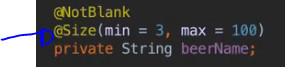 @NotBlank
@Size(min = 3, max = 100)
private String beerName;